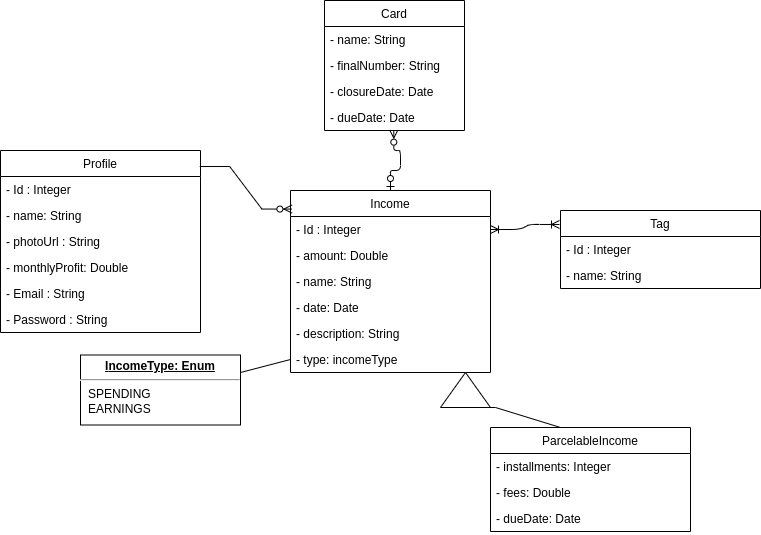 Card
- name: String
- finalNumber: String
- closureDate: Date
- dueDate: Date
Profile
- Id : Integer
- name: String
- photoUrl : String
- monthlyProfit: Double
- Email : String
- Password : String
Income
- Id : Integer
- amount: Double
- name: String
- date: Date
- description: String
- type: incomeType
Tag
- Id : Integer
- name: String
IncomeType: Enum
SPENDING
EARNINGS
ParcelableIncome
- installments: Integer
- fees: Double
- dueDate: Date